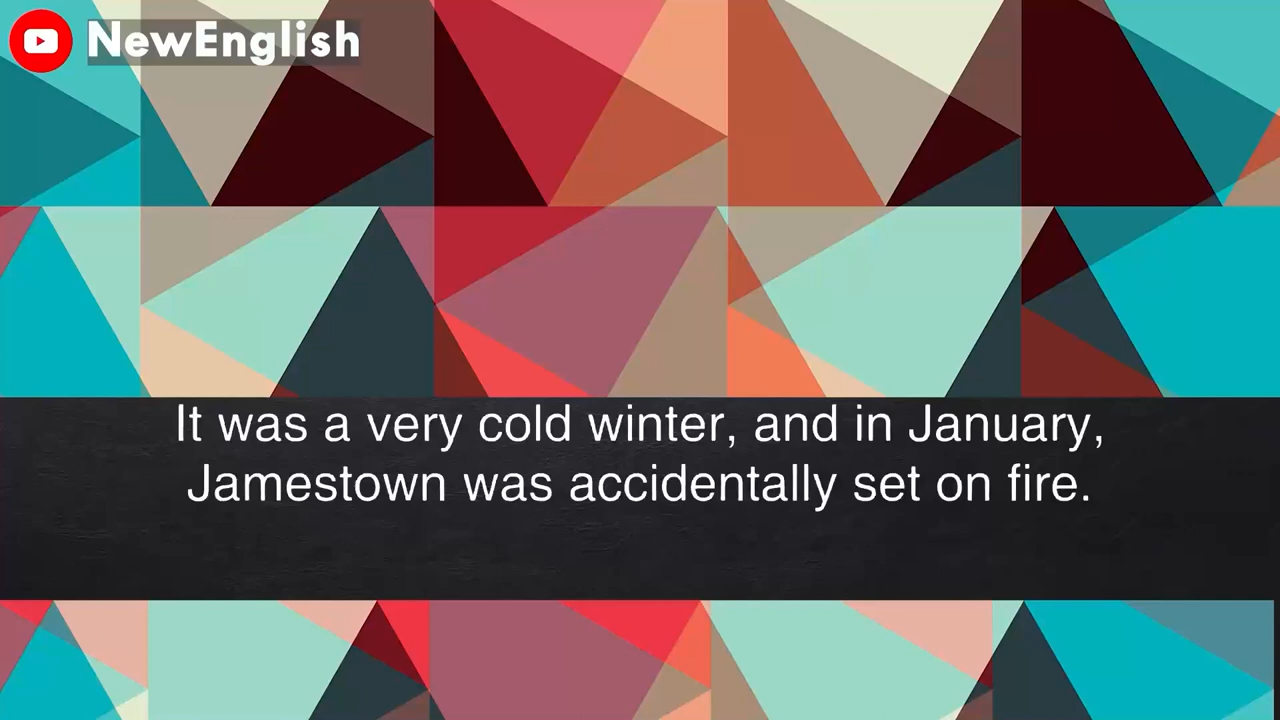 NewEnglish
It was a very cold winter, and in January,
Jamestown was accidentally set on fire.